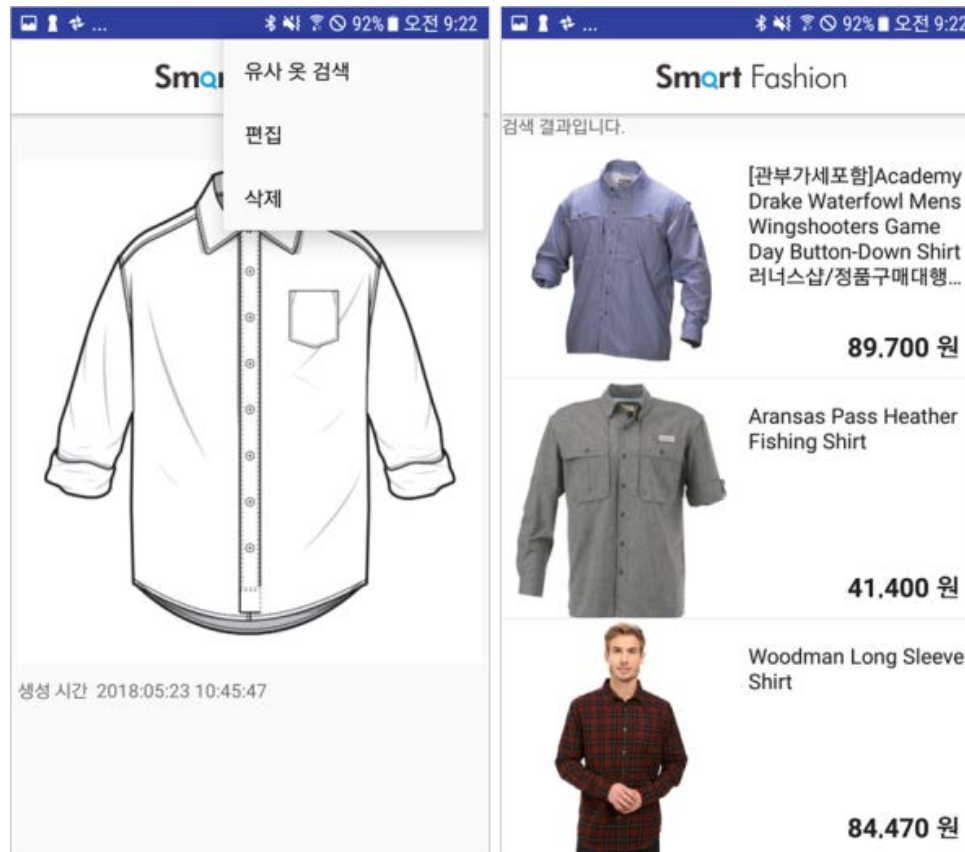 ... 92% 오전 9:22
Smar
유사 옷 검색
편집
삭제
생성 시간 2018:05:23 10:45:47
... 92% 오전 9:22
Smart Fashion
검색 결과입니다.
[관부가세포함]Academy
Drake Waterfowl Mens
Wingshooters Game
Day Button-Down Shirt
러너스샵/정품구매대행...
89,700 원
Aransas Pass Heather
Fishing Shirt
41,400 원
Woodman Long Sleeve
Shirt
84,470 원